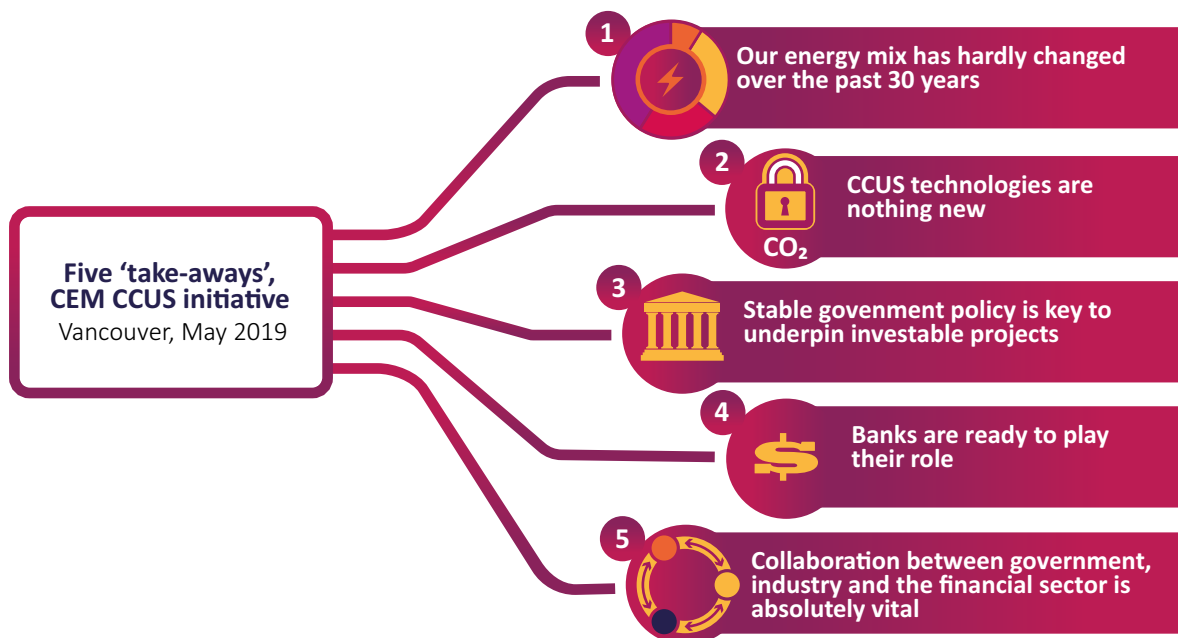 Five ‘take-aways’,
CEM CCUS initiative
Vancouver, May 2019
1
Our energy mix has hardly changed
over the past 30 years
2
CO₂
CCUS technologies are
nothing new
3
Stable govenment policy is key to
underpin investable projects
4
$
Banks are ready to play
their role
5
Collaboration between government,
industry and the financial sector is
absolutely vital